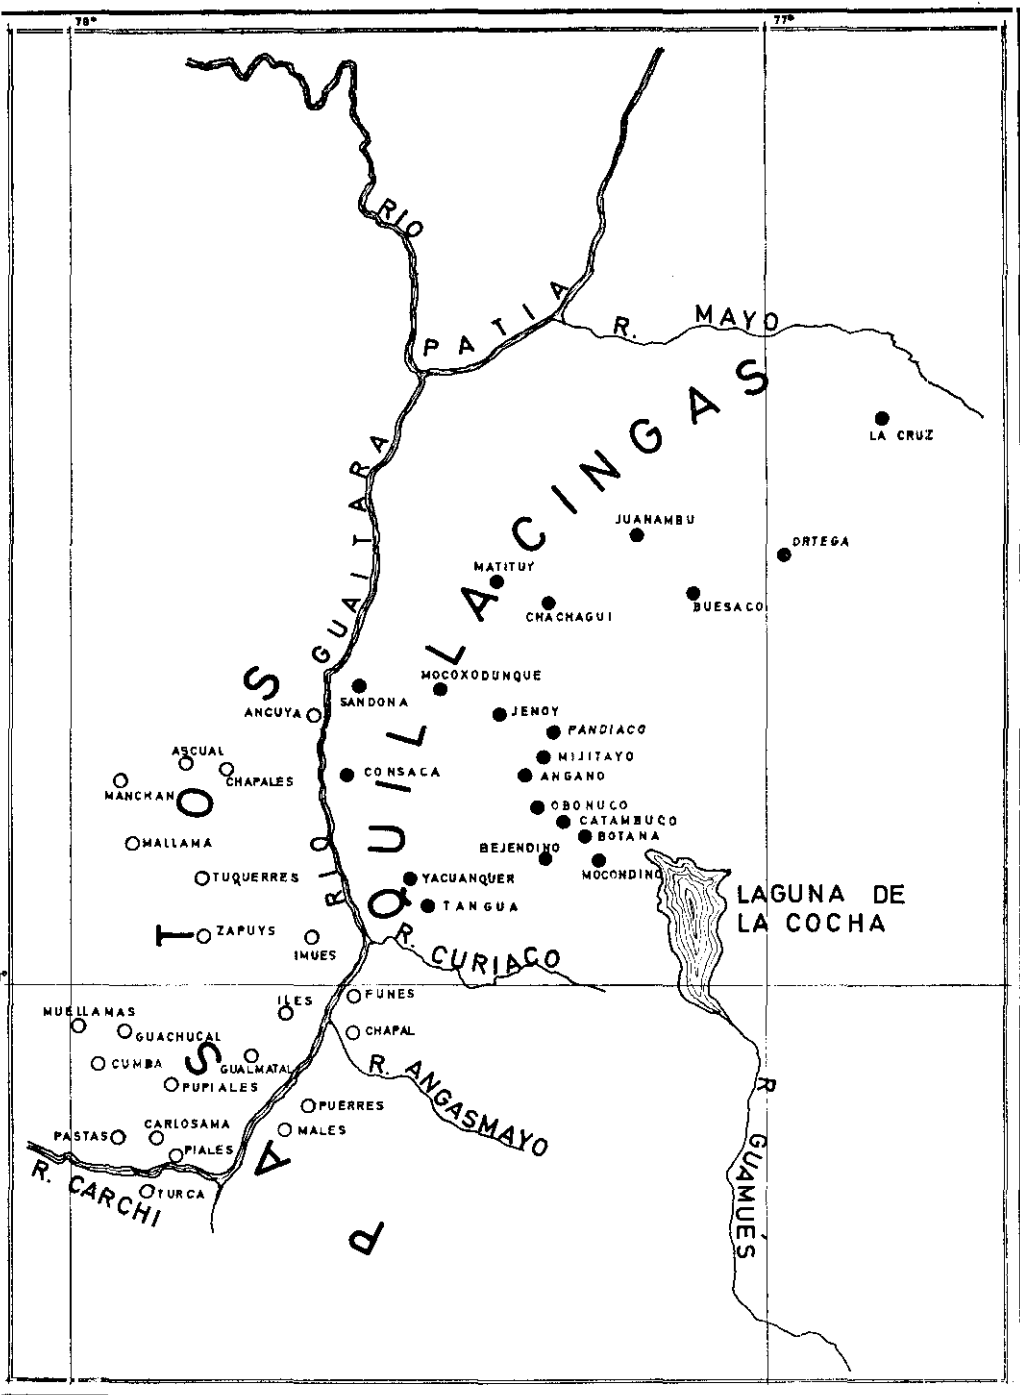 78°
77°
RIO
PATIA
R. MAYO
QUILLACINGAS
LA CRUZ
JUANAMBU
ORTEGA
MATITUY
CHACHAGUI
BUESACO
RIO GUAITARA
MOCOXODUNQUE
SANDONA
ANCUYA
JENOY
PANDIACO
ASCUAL
MIJITAYO
CHAPALES
CONSACA
ANGANO
MANCHAN
OBONUCO
CATAMBUCO
MALLAMA
BOTANA
BEJENDINO
MOCONDINO
TUQUERRES
YACUANQUER
LAGUNA DE
LA COCHA
TANGUA
ZAPUYS
IMUES
R. CURIACO
FUNES
ILES
MUELLAMAS
GUACHUCAL
CHAPAL
CUMBA
GUALMATAL
R. ANGASMAYO
PUPIALES
PUERRES
CARLOSAMA
MALES
PASTAS
PIALES
R. CARCHI
TURCA
R GUAMUÉS
PASTOS